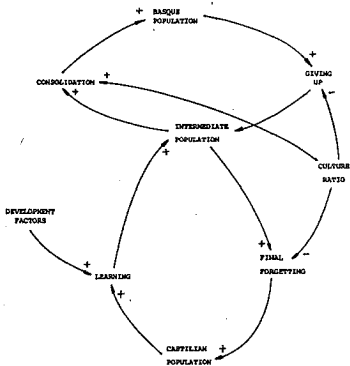 BASQUE
POPULATION
CONSOLIDATION
GIVING
UP
INTERMEDIATE
POPULATION
CULTURE
RATIO
DEVELOPMENT
FACTORS
LEARNING
FINAL
FORGETTING
CASTILIAN
POPULATION